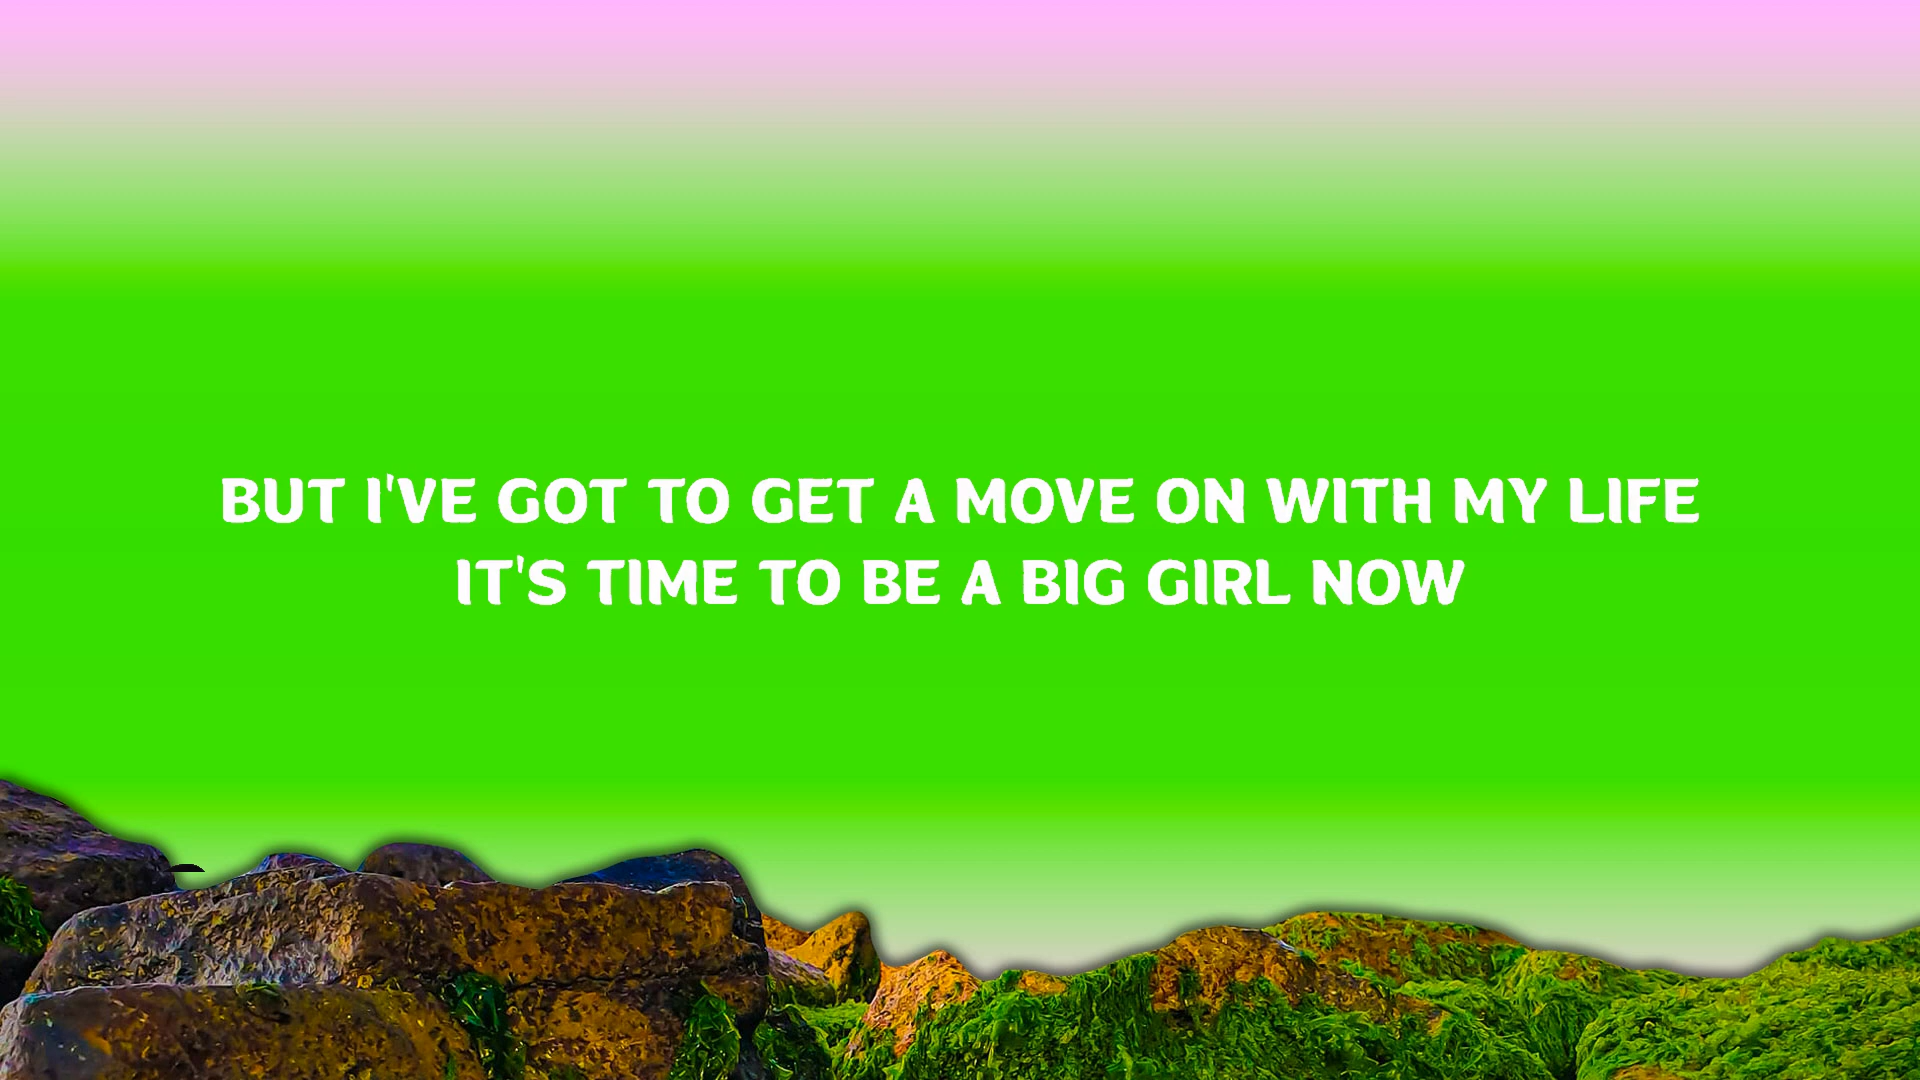 BUT I'VE GOT TO GET A MOVE ON WITH MY LIFE
IT'S TIME TO BE A BIG GIRL NOW